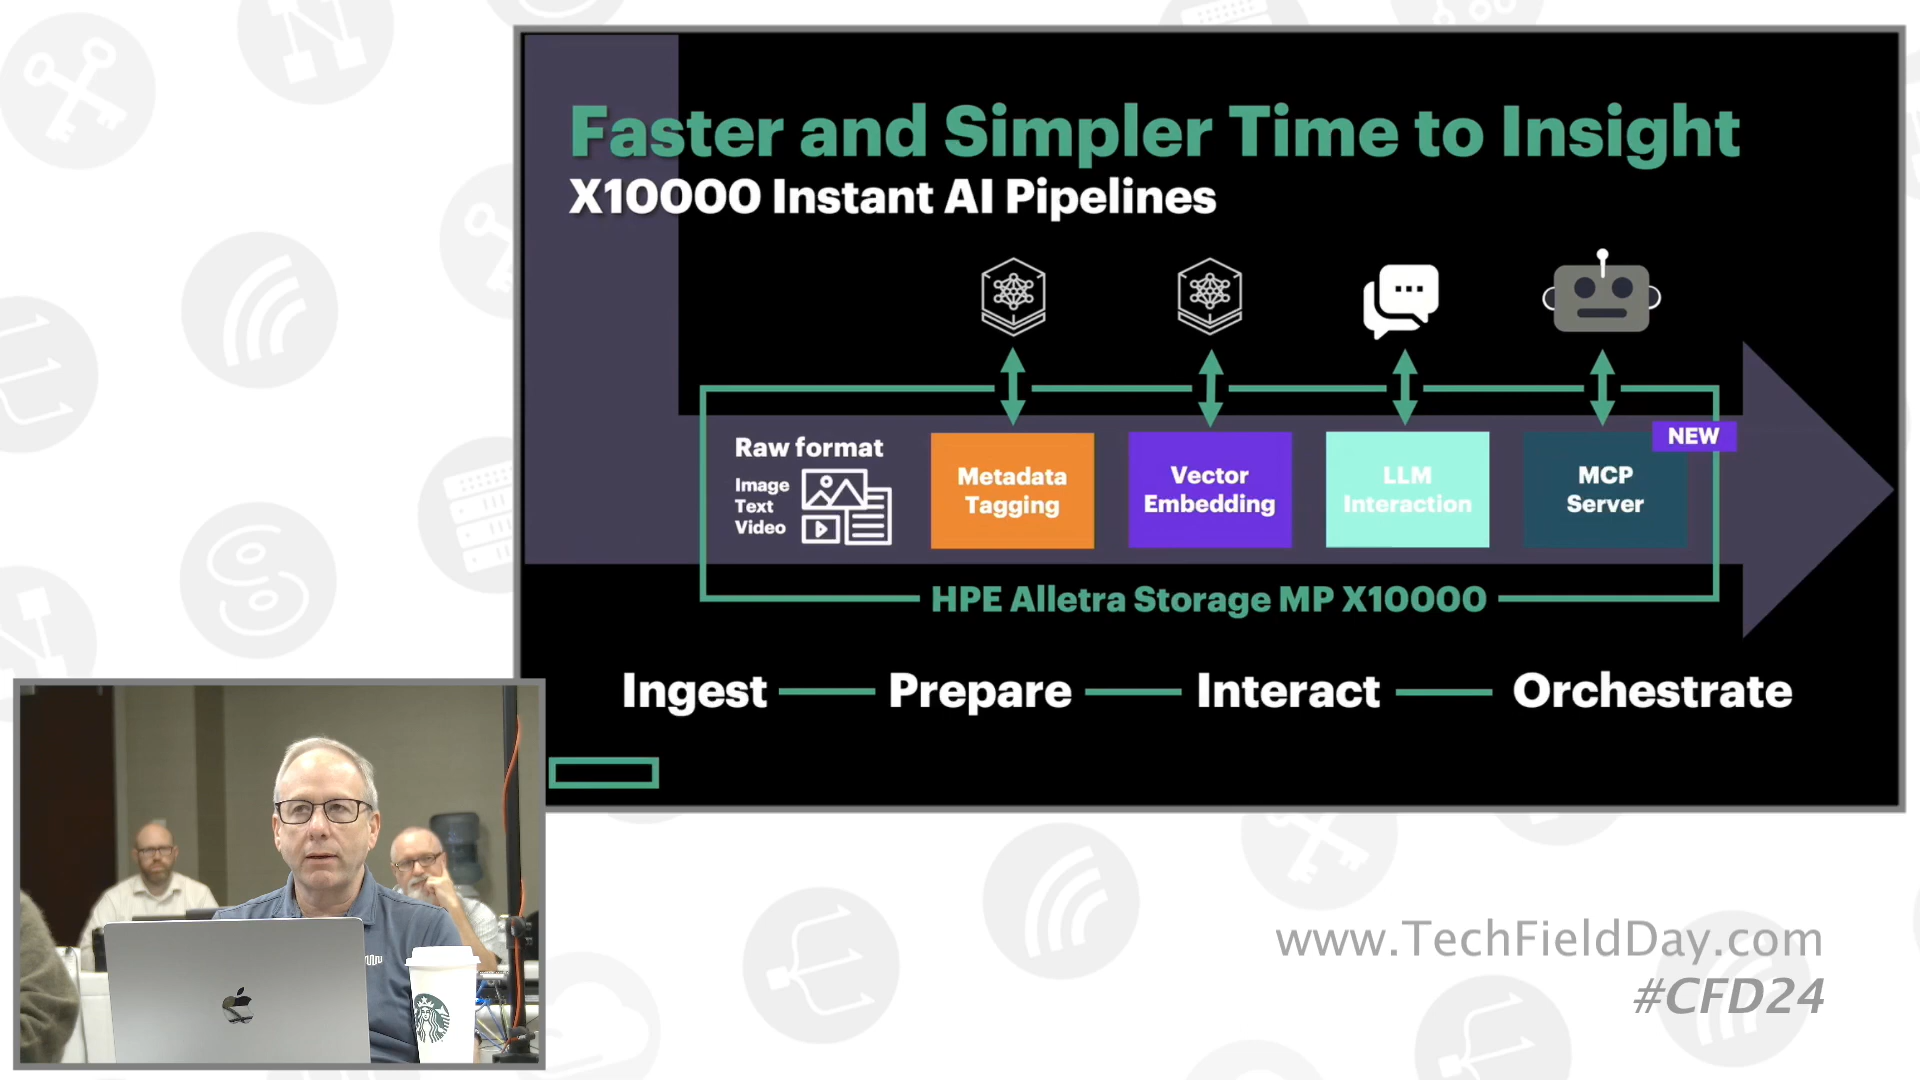 Faster and Simpler Time to Insight
X10000 Instant AI Pipelines
Raw format
Image
Text
Video
Metadata
Tagging
Vector
Embedding
LLM
Interaction
NEW
MCP
Server
HPE Alletra Storage MP X10000
Ingest
Prepare
Interact
Orchestrate
www.TechFieldDay.com
#CFD24